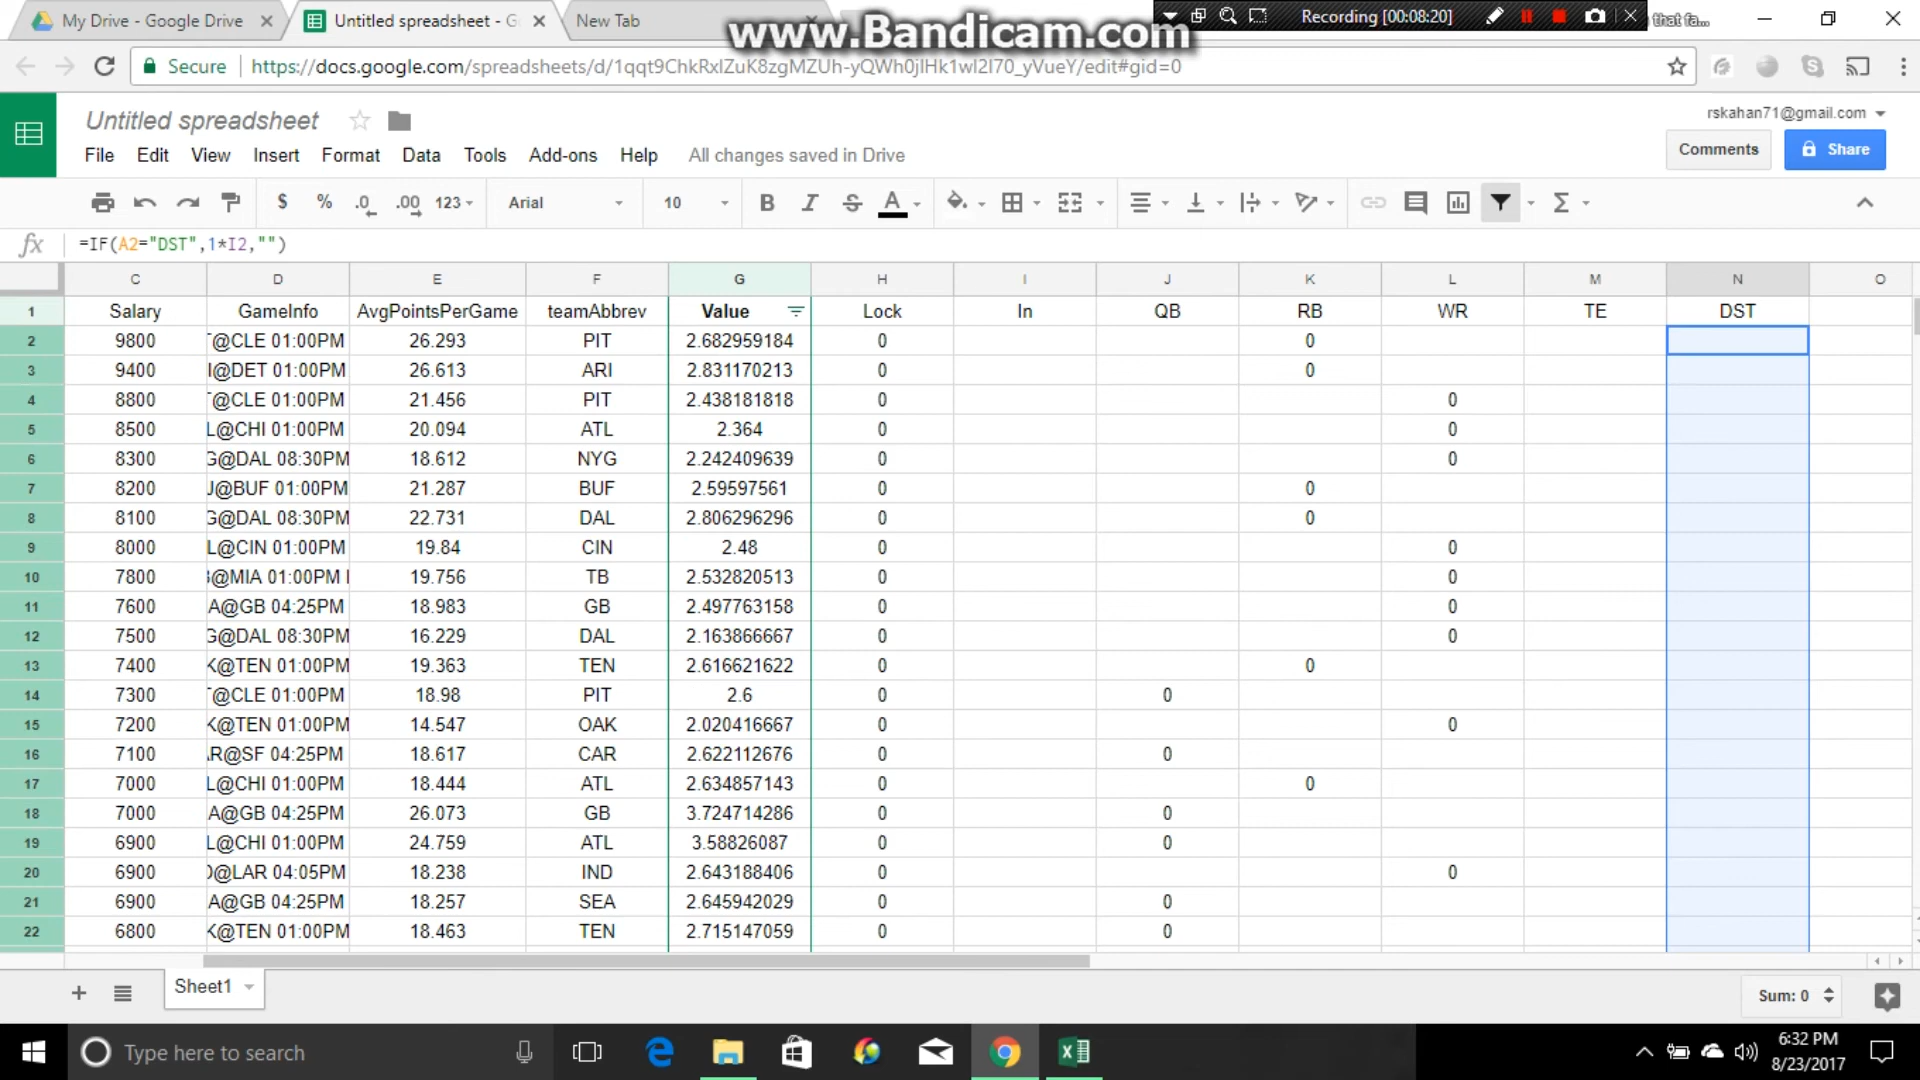 My Drive - Google Drive
Untitled spreadsheet - G
New Tab
www.Bandicam.com
Recording [00:08:20]
that fa...
Secure
https://docs.google.com/spreadsheets/d/1qqt9ChkRxlZuK8zgMZUh-yQWh0jlHk1wl2l70_yVueY/edit#gid=0
Untitled spreadsheet
rskahan71@gmail.com
File Edit View Insert Format Data Tools Add-ons Help All changes saved in Drive
Comments Share
$ % .0 .00 123 Arial 10 B I S A Σ
fx =IF(A2="DST",1*I2,"")
C D E F G H I J K L M N O
1 Salary GameInfo AvgPointsPerGame teamAbbrev Value Lock In QB RB WR TE DST
2 9800 @CLE 01:00PM 26.293 PIT 2.682959184 0 0
3 9400 I@DET 01:00PM 26.613 ARI 2.831170213 0 0
4 8800 @CLE 01:00PM 21.456 PIT 2.438181818 0 0
5 8500 L@CHI 01:00PM 20.094 ATL 2.364 0 0
6 8300 G@DAL 08:30PM 18.612 NYG 2.242409639 0 0
7 8200 J@BUF 01:00PM 21.287 BUF 2.59597561 0 0
8 8100 G@DAL 08:30PM 22.731 DAL 2.806296296 0 0
9 8000 L@CIN 01:00PM 19.84 CIN 2.48 0 0
10 7800 @MIA 01:00PM 19.756 TB 2.532820513 0 0
11 7600 A@GB 04:25PM 18.983 GB 2.497763158 0 0
12 7500 G@DAL 08:30PM 16.229 DAL 2.163866667 0 0
13 7400 K@TEN 01:00PM 19.363 TEN 2.616621622 0 0
14 7300 @CLE 01:00PM 18.98 PIT 2.6 0 0
15 7200 K@TEN 01:00PM 14.547 OAK 2.020416667 0 0
16 7100 AR@SF 04:25PM 18.617 CAR 2.622112676 0 0
17 7000 L@CHI 01:00PM 18.444 ATL 2.634857143 0 0
18 7000 A@GB 04:25PM 26.073 GB 3.724714286 0 0
19 6900 L@CHI 01:00PM 24.759 ATL 3.58826087 0 0
20 6900 @LAR 04:05PM 18.238 IND 2.643188406 0 0
21 6900 A@GB 04:25PM 18.257 SEA 2.645942029 0 0
22 6800 K@TEN 01:00PM 18.463 TEN 2.715147059 0 0
Sheet1
Sum: 0
Type here to search
6:32 PM
8/23/2017